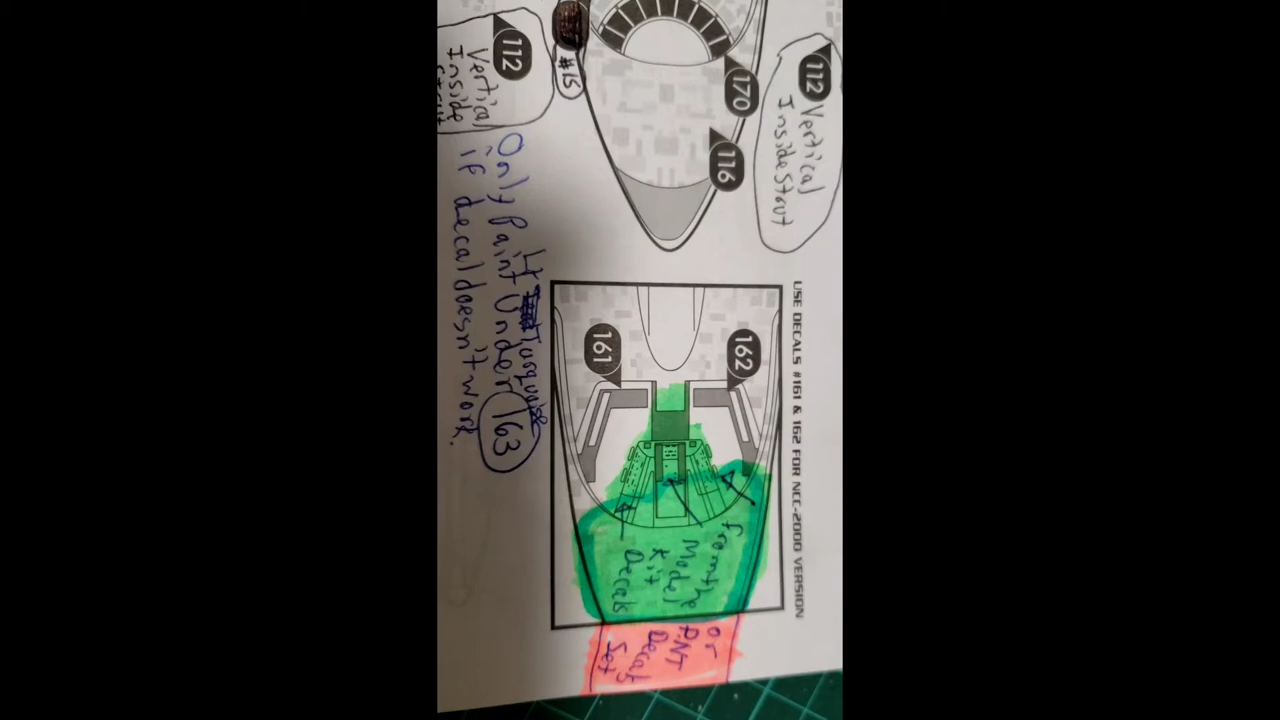 112
Vertical
Inside Strut
170
116
112
Vertical
Inside
Strut
#15
USE DECALS #161 & 162 FOR NCC-2000 VERSION
162
161
From the
Model
Kit
Decals
or
PNT
Decal
Set
Lt Turquoise
Only Paint Under 163
if decal doesn't work.